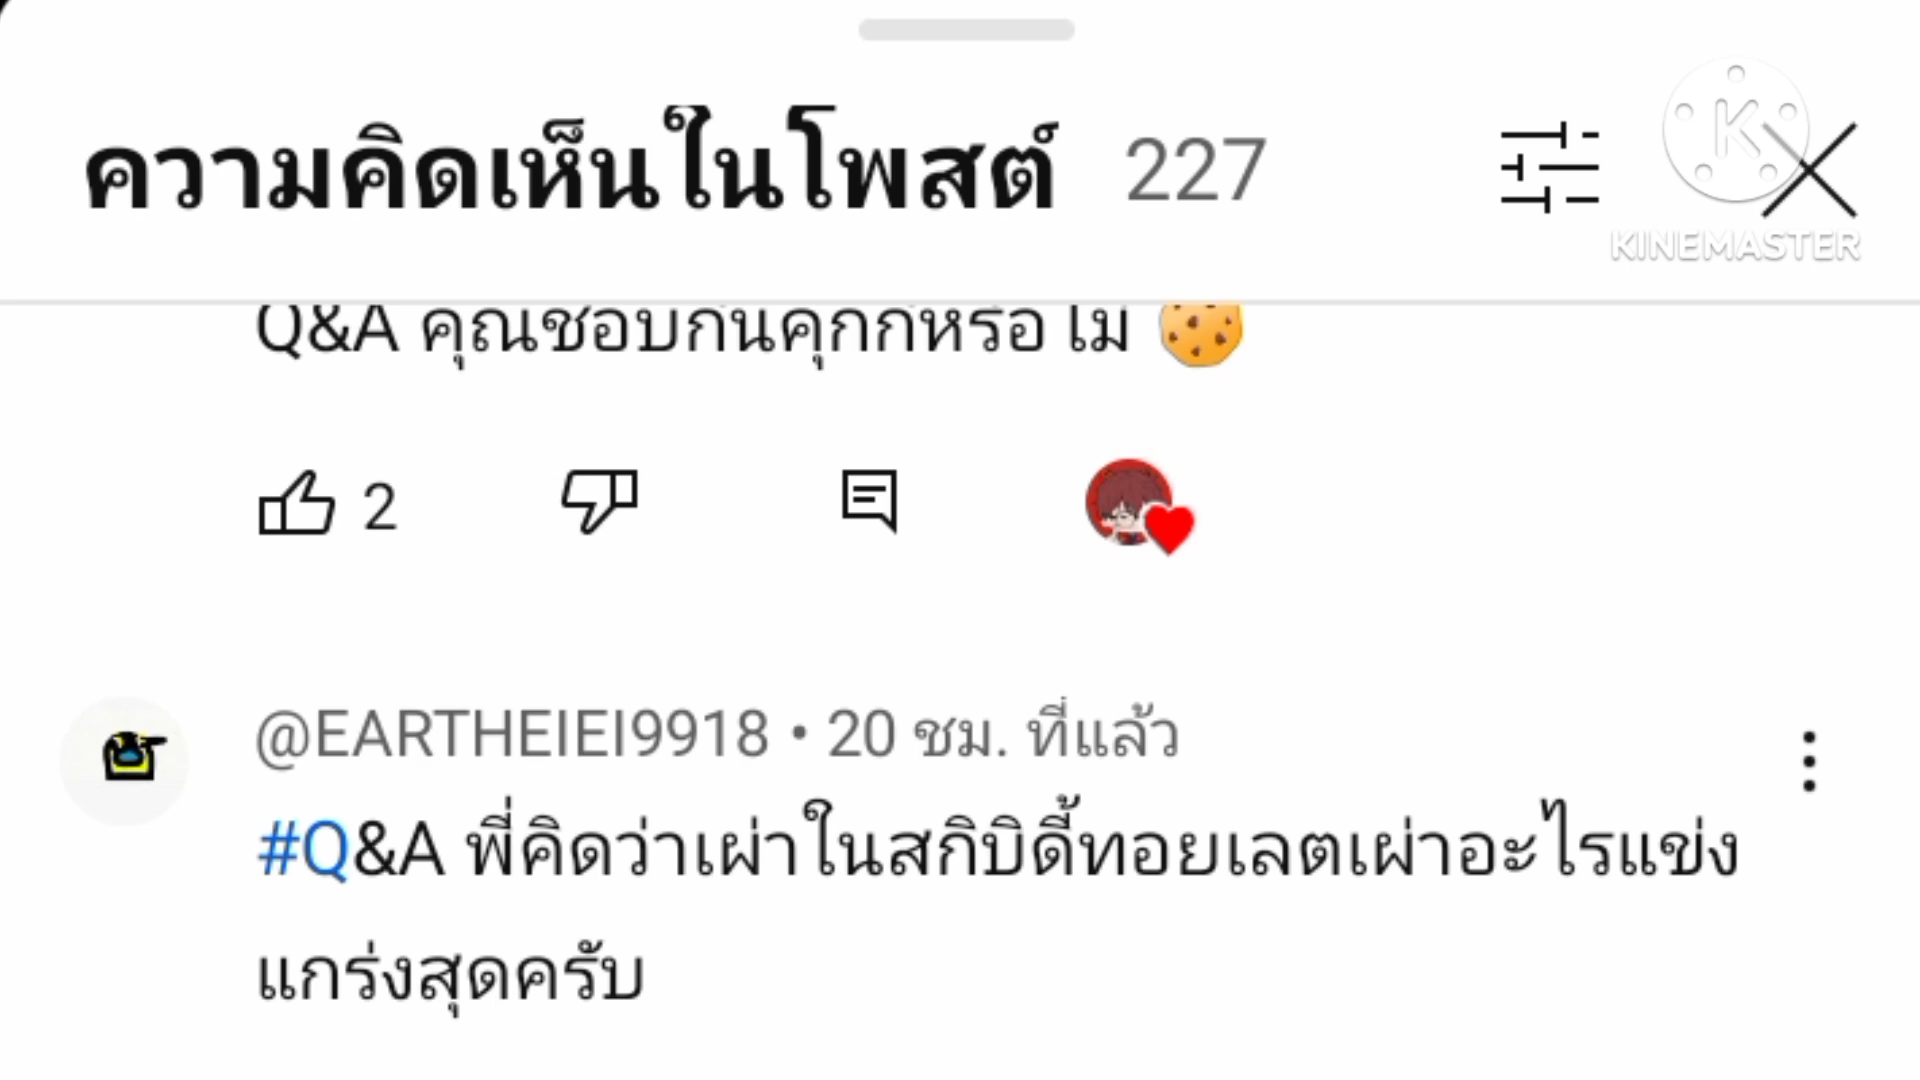 ความคิดเห็นในโพสต์ 227
KINEMASTER
Q&A คุณชอบกินคุกกี้หรือไม่
2
@EARTHEIEI9918 • 20 ชม. ที่แล้ว
#Q&A พี่คิดว่าเผ่าในสกิบิดี้ทอยเลตเผ่าอะไรแข่ง
แกร่งสุดครับ